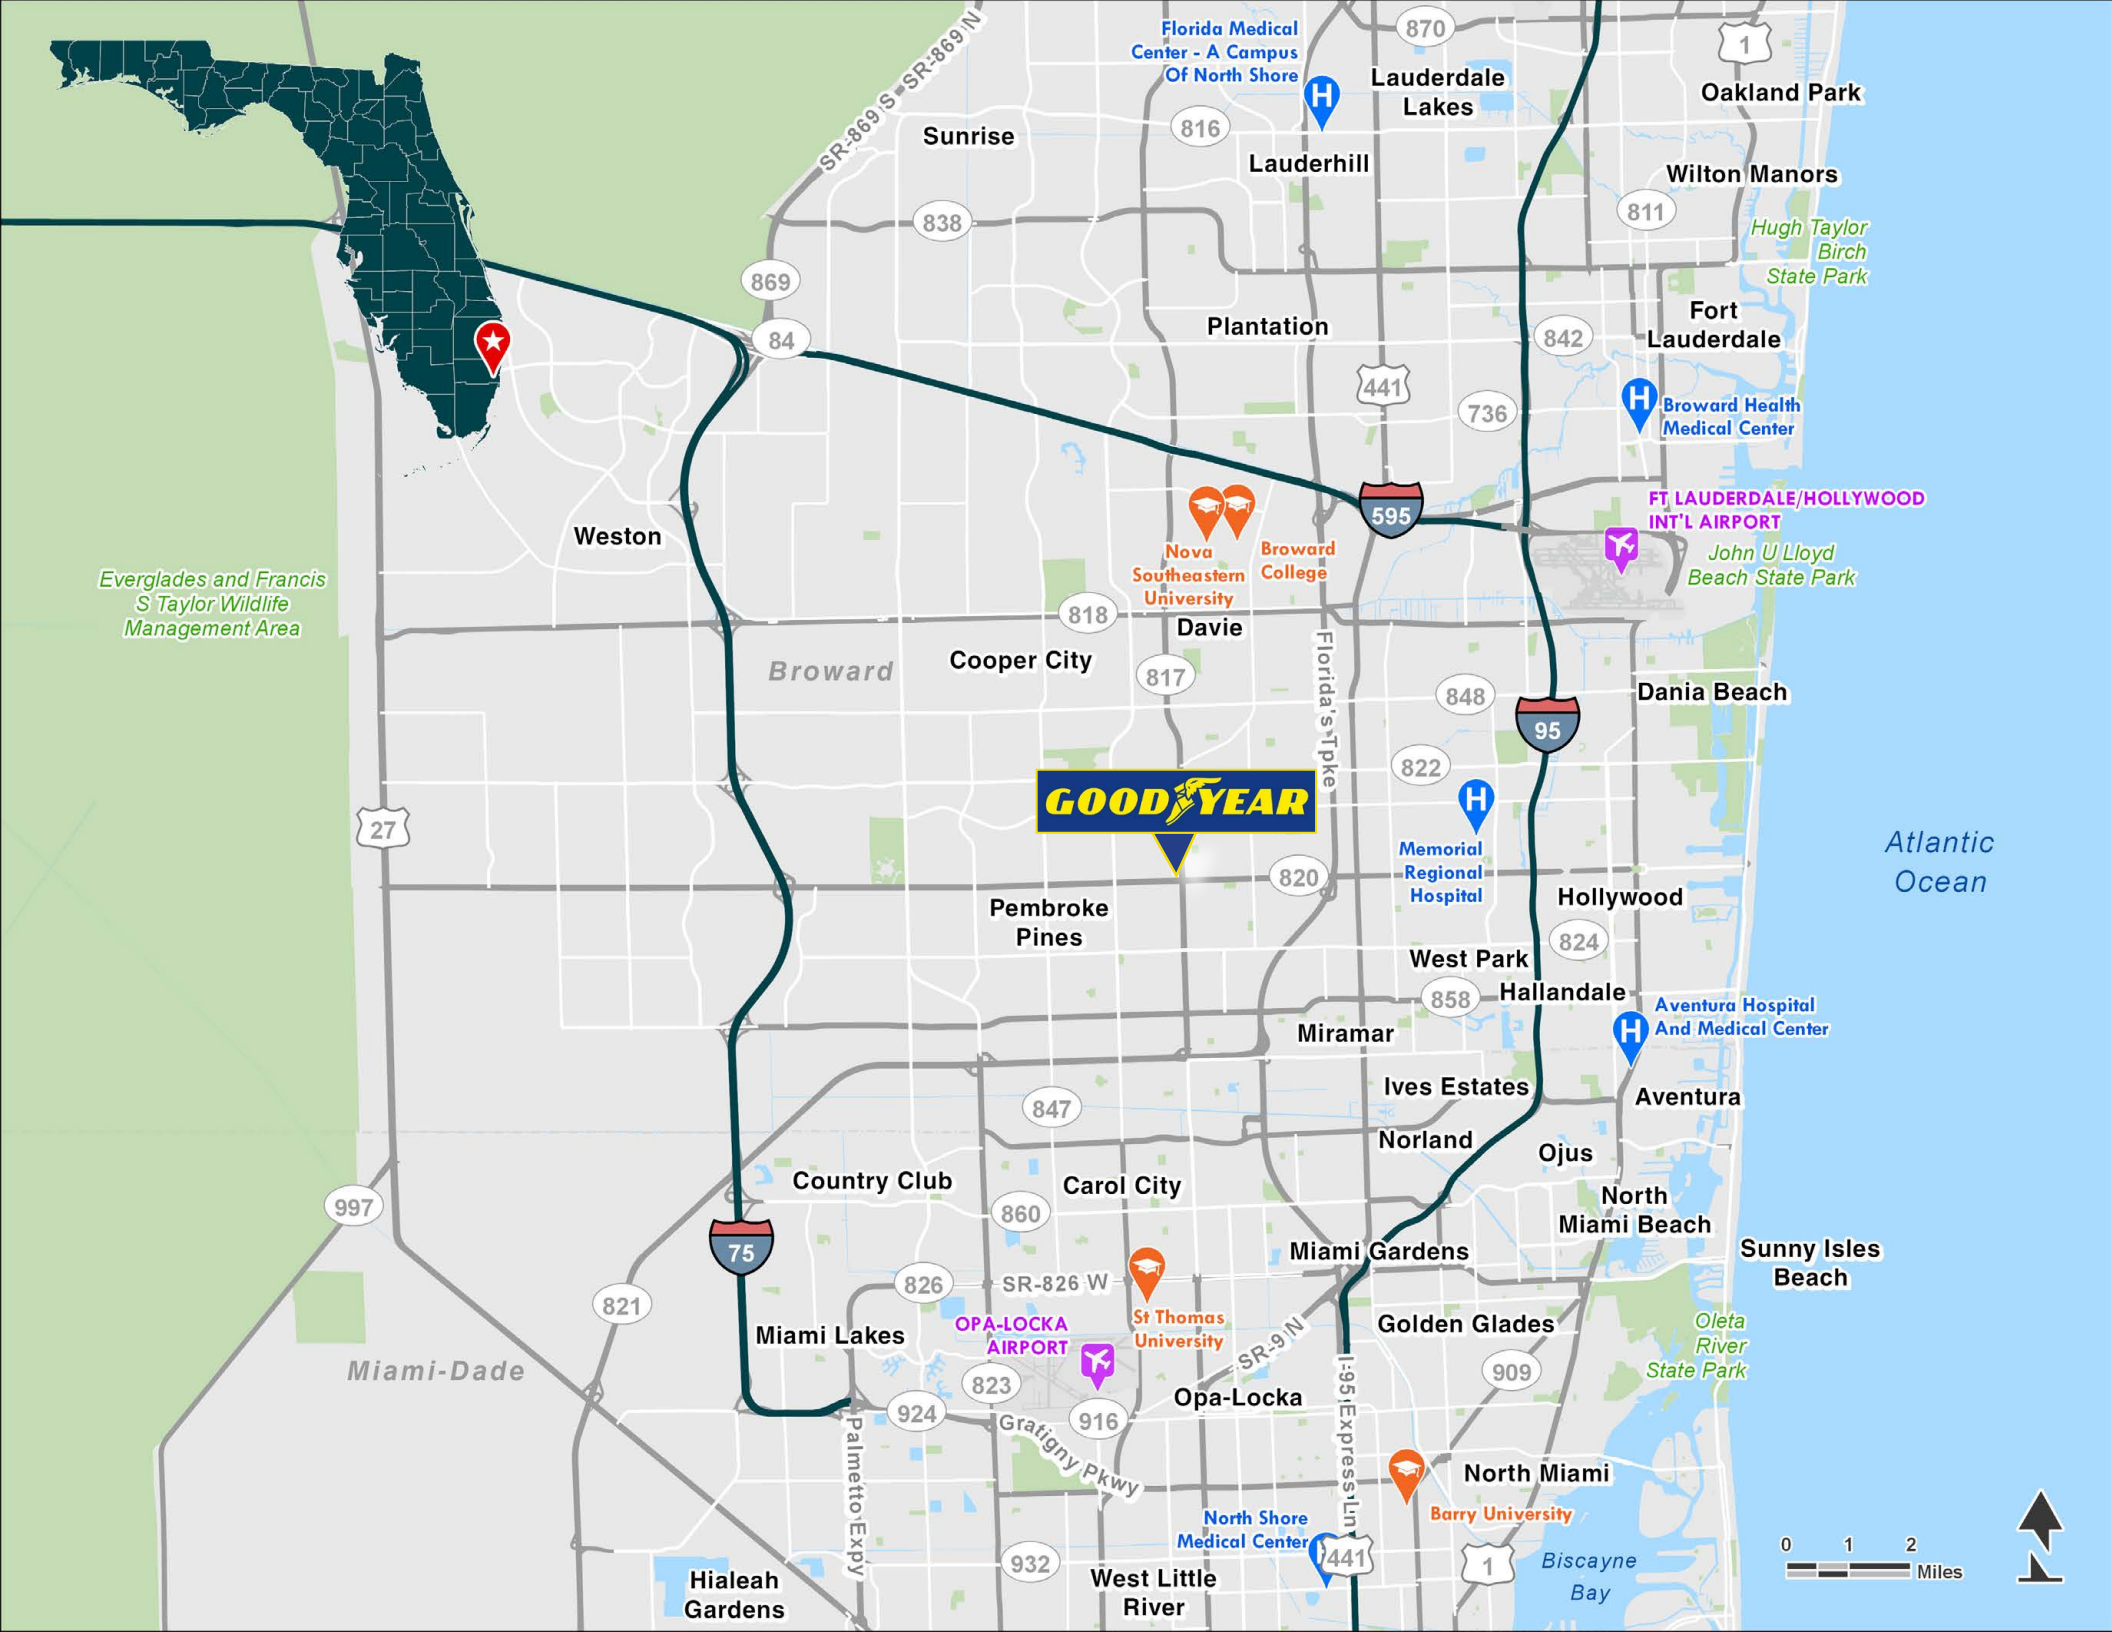 Florida Medical
Center - A Campus
Of North Shore
H
870
1
SR-869 S
SR-869 N
Lauderdale
Lakes
Oakland Park
816
Sunrise
Lauderhill
Wilton Manors
811
838
Hugh Taylor
Birch
State Park
869
84
Plantation
Fort
Lauderdale
842
441
736
H
Broward Health
Medical Center
595
FT LAUDERDALE/HOLLYWOOD
INT'L AIRPORT
Weston
Nova
Southeastern
University
Broward
College
John U Lloyd
Beach State Park
Everglades and Francis
S Taylor Wildlife
Management Area
818
Davie
Cooper City
Broward
817
Florida's Tpke
848
Dania Beach
95
822
GOODYEAR
H
Memorial
Regional
Hospital
27
Atlantic
Ocean
820
Hollywood
Pembroke
Pines
824
West Park
858
Hallandale
Aventura Hospital
And Medical Center
H
Miramar
Ives Estates
Aventura
847
Norland
Ojus
Country Club
Carol City
997
860
North
Miami Beach
75
Miami Gardens
Sunny Isles
Beach
826
SR-826 W
821
St Thomas
University
OPA-LOCKA
AIRPORT
Miami Lakes
SR-9 N
Golden Glades
Oleta
River
State Park
Miami-Dade
823
909
Opa-Locka
924
916
Gratigny Pkwy
Palmetto Expy
I-95 Express Ln
North Miami
Barry University
North Shore
Medical Center
441
932
1
Biscayne
Bay
0 1 2
Miles
Hialeah
Gardens
West Little
River